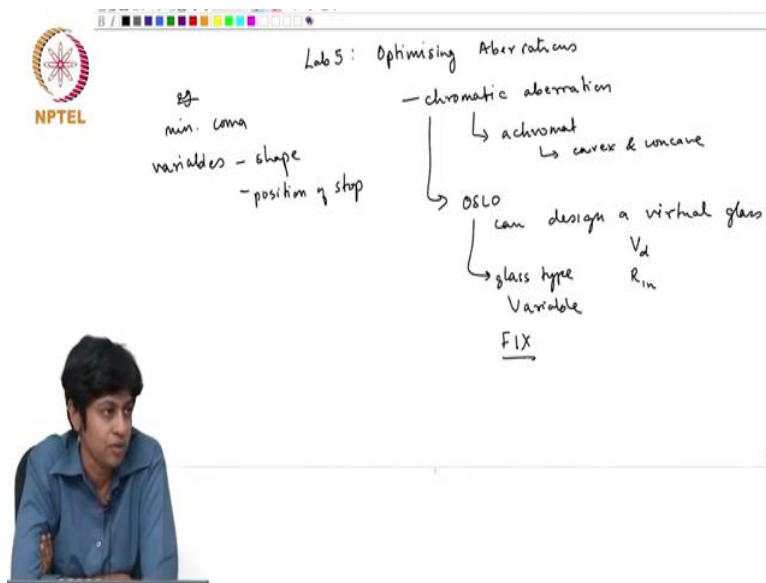 B I
NPTEL
Lab 5: Optimising Aberrations
eg
min. coma
variables - shape
- position of stop
- chromatic aberration
↳ achromat
↳ convex & concave
OSLO
can design a virtual glass
Vd
Rin
glass type
Variable
FIX